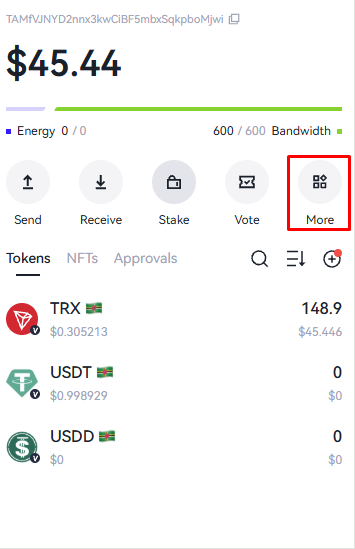 TAMfVJNYD2nnx3kwCiBF5mbxSqkpboMjwi
$45.44
Energy 0 / 0 600 / 600 Bandwidth
Send Receive Stake Vote More
Tokens NFTs Approvals
TRX 148.9
$0.305213 $45.446
USDT 0
$0.998929 $0
USDD 0
$0 $0